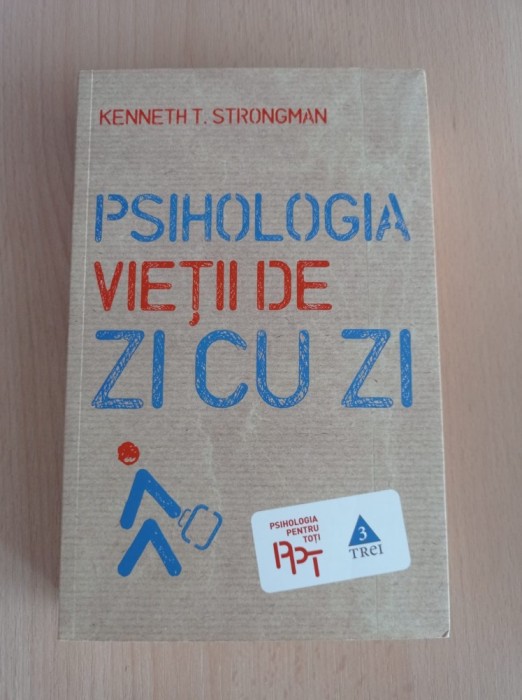 KENNETH T. STRONGMAN
PSIHOLOGIA
VIEȚII DE
ZI CU ZI
PSIHOLOGIA
PENTRU
TOȚI
PPT
3
TREI